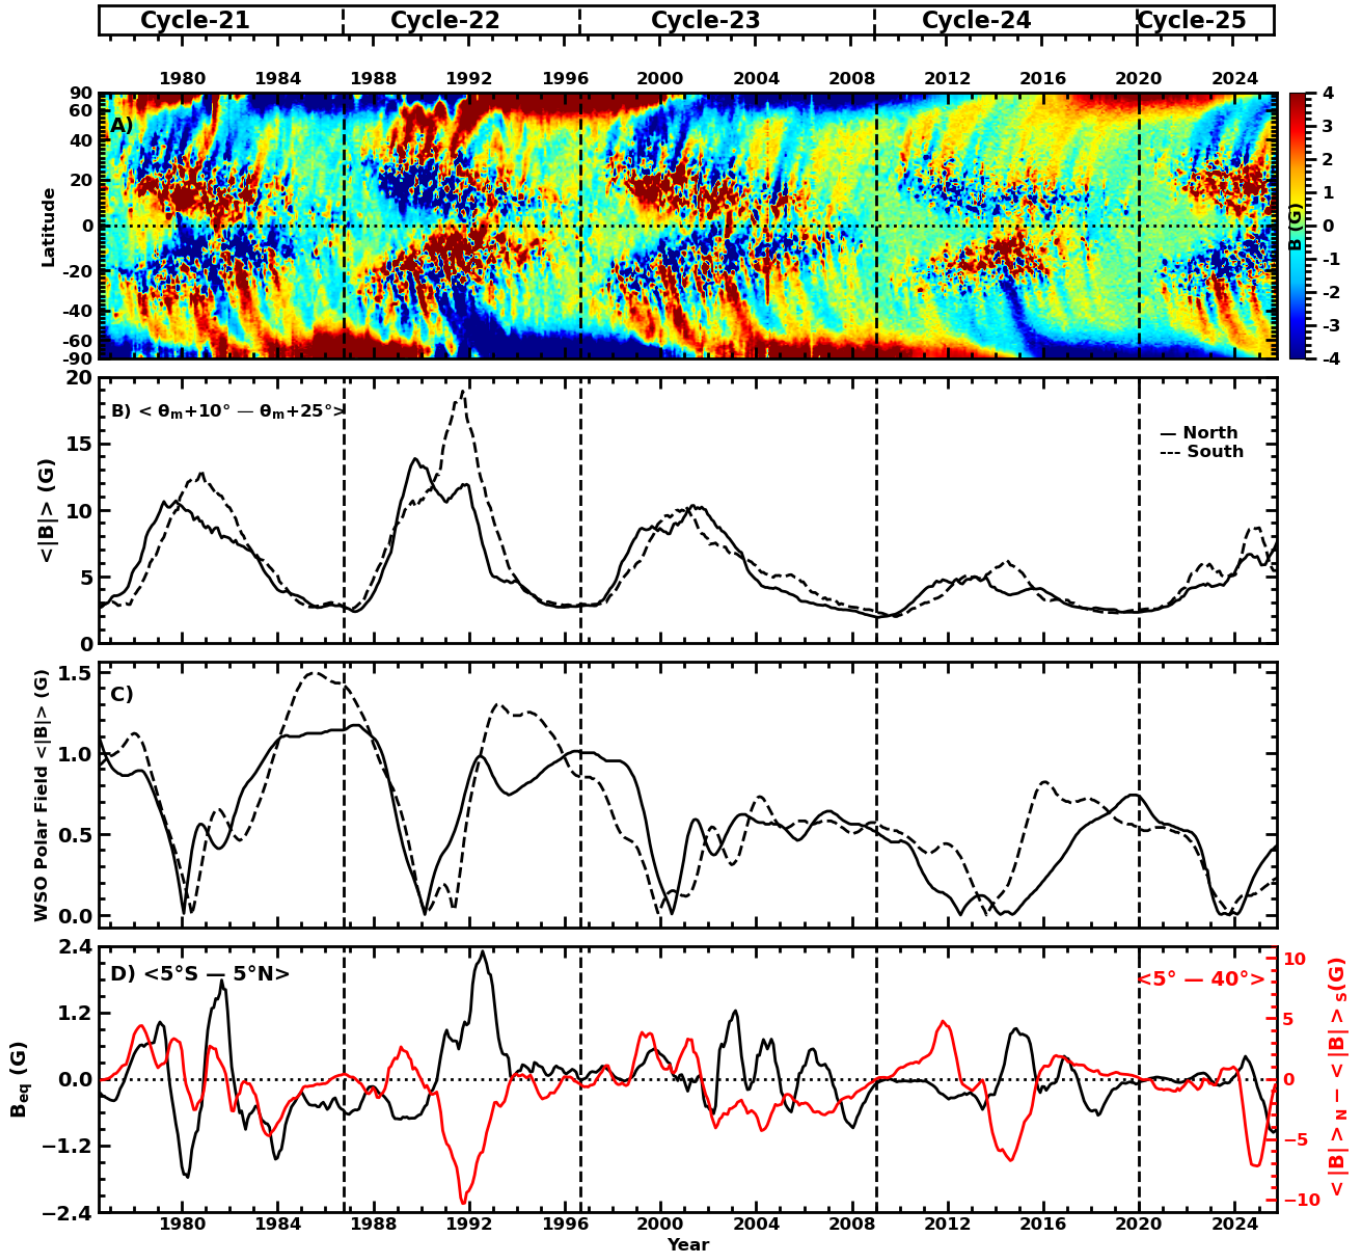 Cycle-21 Cycle-22 Cycle-23 Cycle-24 Cycle-25
1980 1984 1988 1992 1996 2000 2004 2008 2012 2016 2020 2024
A)
Latitude
90
60
40
20
0
-20
-40
-60
-90
4
3
2
1
0
-1
-2
-3
-4
B (G)
B) < θm+10° — θm+25°>
<|B|> (G)
20
15
10
5
0
— North
--- South
C)
WSO Polar Field <|B|> (G)
1.5
1.0
0.5
0.0
D) <5°S — 5°N>
<5° — 40°>
Beq (G)
2.4
1.2
0.0
−1.2
−2.4
10
5
0
−5
−10
<|B|>N − <|B|>S(G)
1980 1984 1988 1992 1996 2000 2004 2008 2012 2016 2020 2024
Year